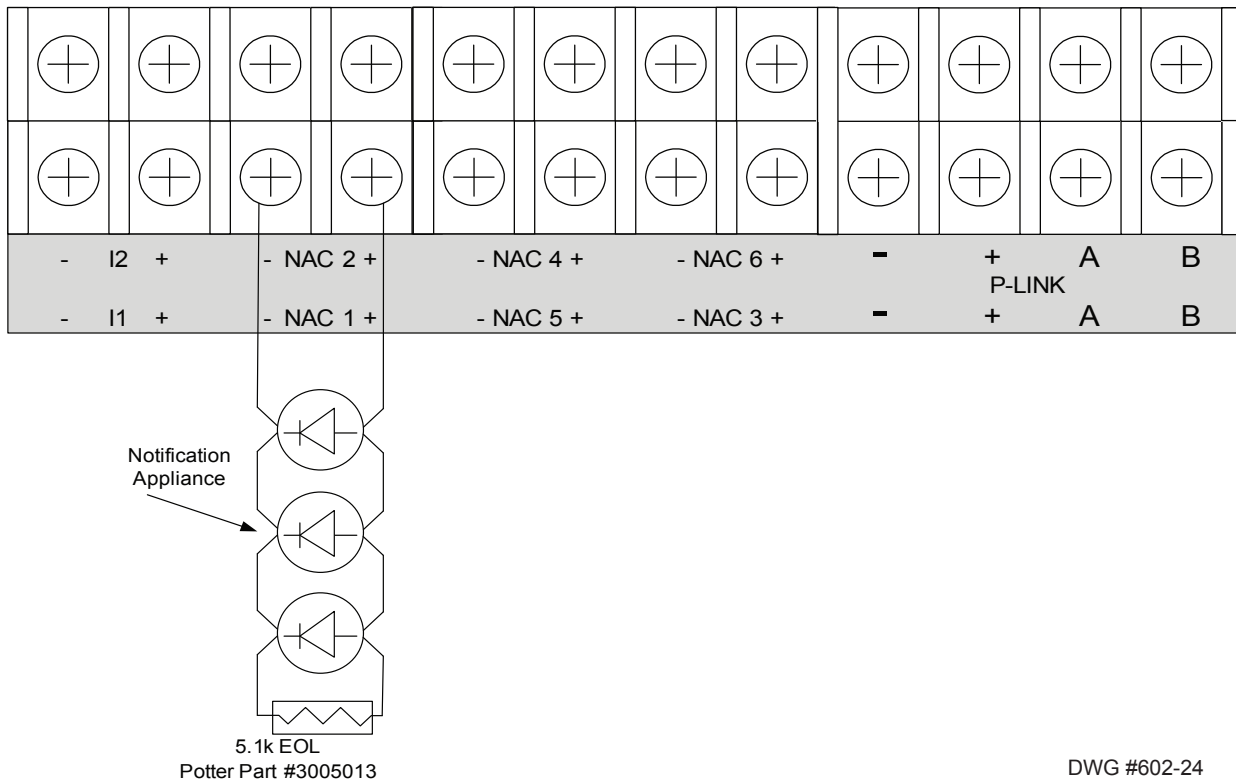 - I2 + - NAC 2 + - NAC 4 + - NAC 6 + - + A B
P-LINK
- I1 + - NAC 1 + - NAC 5 + - NAC 3 + - + A B
Notification
Appliance
5.1k EOL
Potter Part #3005013
DWG #602-24